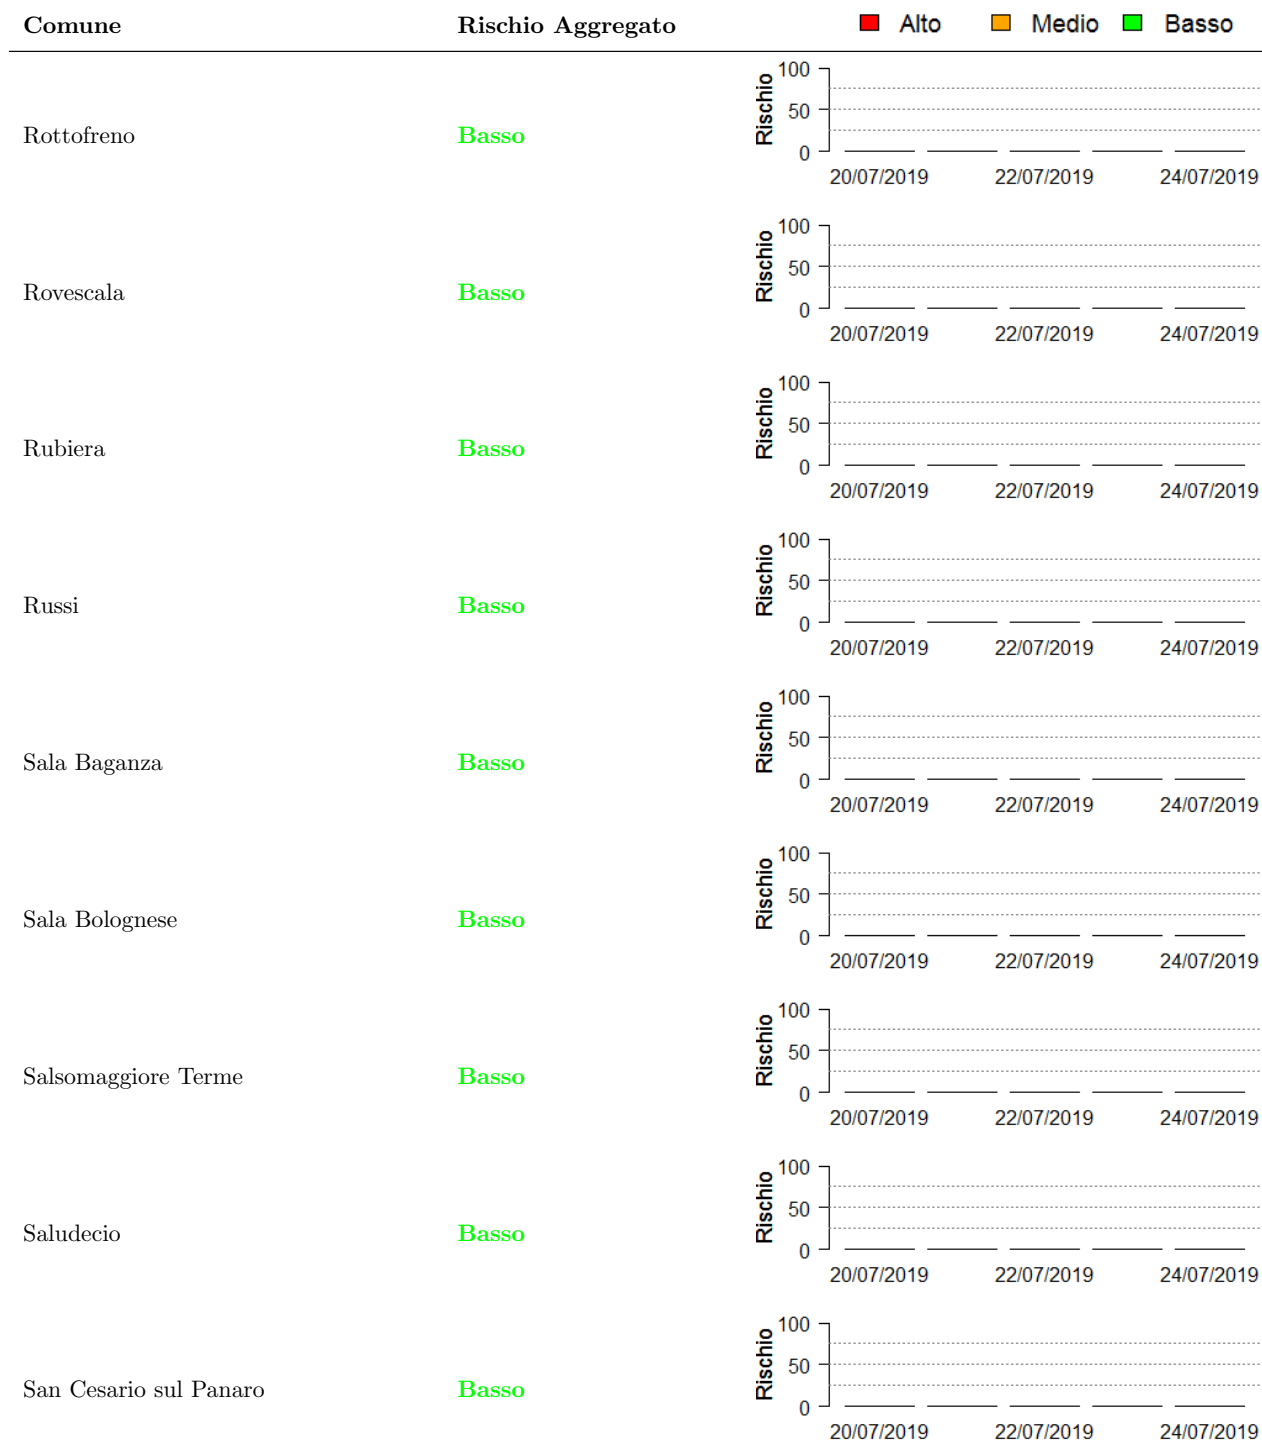 Comune Rischio Aggregato Alto Medio Basso
100
50
0
Rischio
Rottofreno Basso
20/07/2019 22/07/2019 24/07/2019
100
50
0
Rischio
Rovescala Basso
20/07/2019 22/07/2019 24/07/2019
100
50
0
Rischio
Rubiera Basso
20/07/2019 22/07/2019 24/07/2019
100
50
0
Rischio
Russi Basso
20/07/2019 22/07/2019 24/07/2019
100
50
0
Rischio
Sala Baganza Basso
20/07/2019 22/07/2019 24/07/2019
100
50
0
Rischio
Sala Bolognese Basso
20/07/2019 22/07/2019 24/07/2019
100
50
0
Rischio
Salsomaggiore Terme Basso
20/07/2019 22/07/2019 24/07/2019
100
50
0
Rischio
Saludecio Basso
20/07/2019 22/07/2019 24/07/2019
100
50
0
Rischio
San Cesario sul Panaro Basso
20/07/2019 22/07/2019 24/07/2019